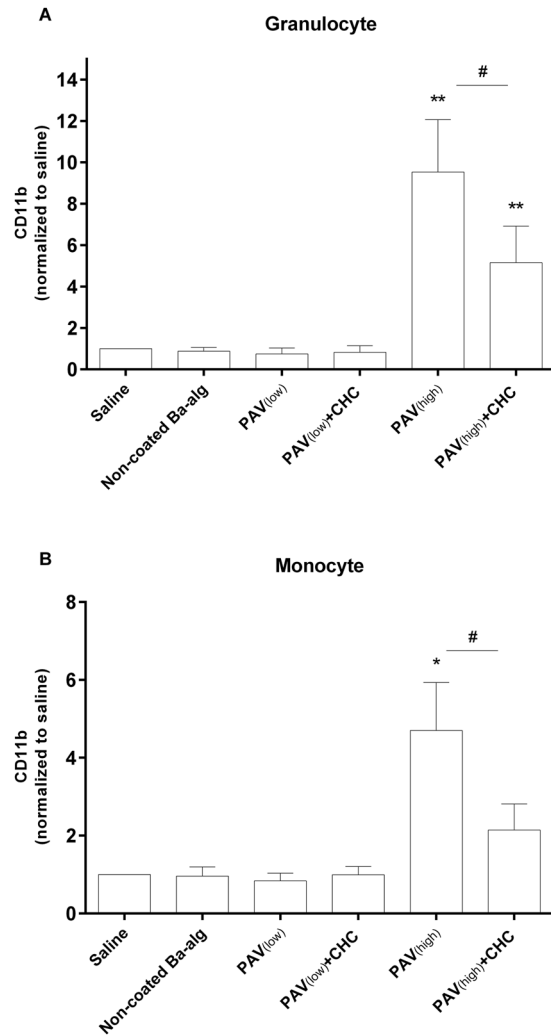 A
Granulocyte
CD11b
(normalized to saline)
14
12
10
8
6
4
2
0
**
#
**
Saline
Non-coated Ba-alg
PAV(low)
PAV(low)+CHC
PAV(high)
PAV(high)+CHC
B
Monocyte
CD11b
(normalized to saline)
8
6
4
2
0
*
#
Saline
Non-coated Ba-alg
PAV(low)
PAV(low)+CHC
PAV(high)
PAV(high)+CHC